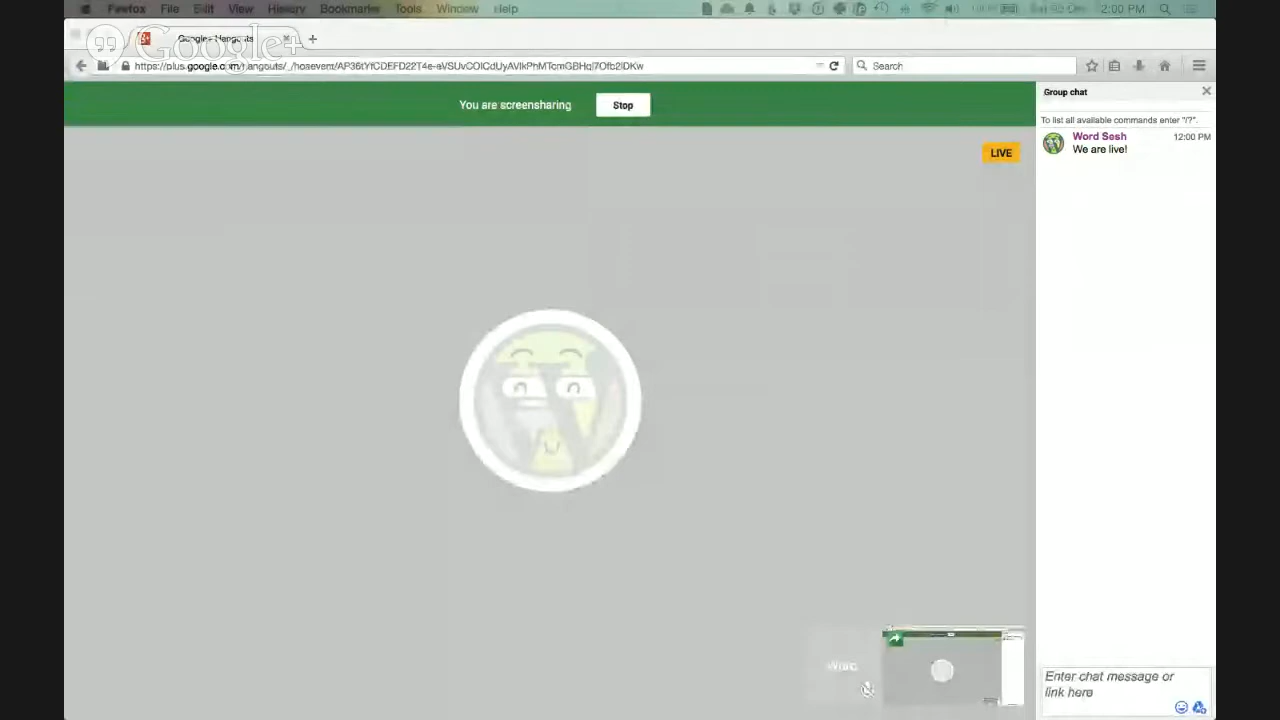 Firefox File Edit View History Bookmarks Tools Window Help
2:00 PM
Google+
Google+ Hangouts
Search
You are screensharing
Stop
Group chat
To list all available commands enter "/?".
Word Sesh 12:00 PM
We are live!
LIVE
Enter chat message or
link here